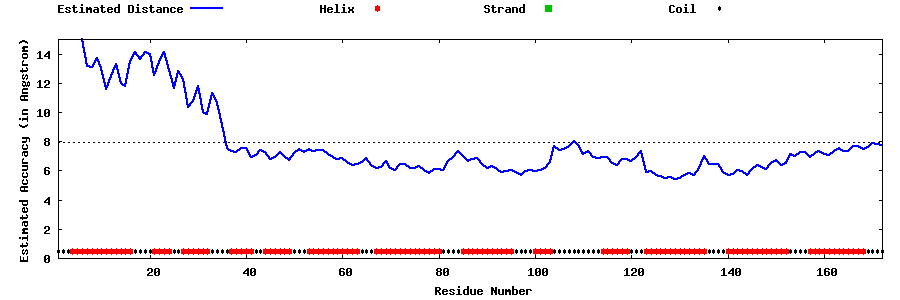 Estimated Distance Helix Strand Coil
Estimated Accuracy (in Angstrom)
14
12
10
8
6
4
2
0
20 40 60 80 100 120 140 160
Residue Number